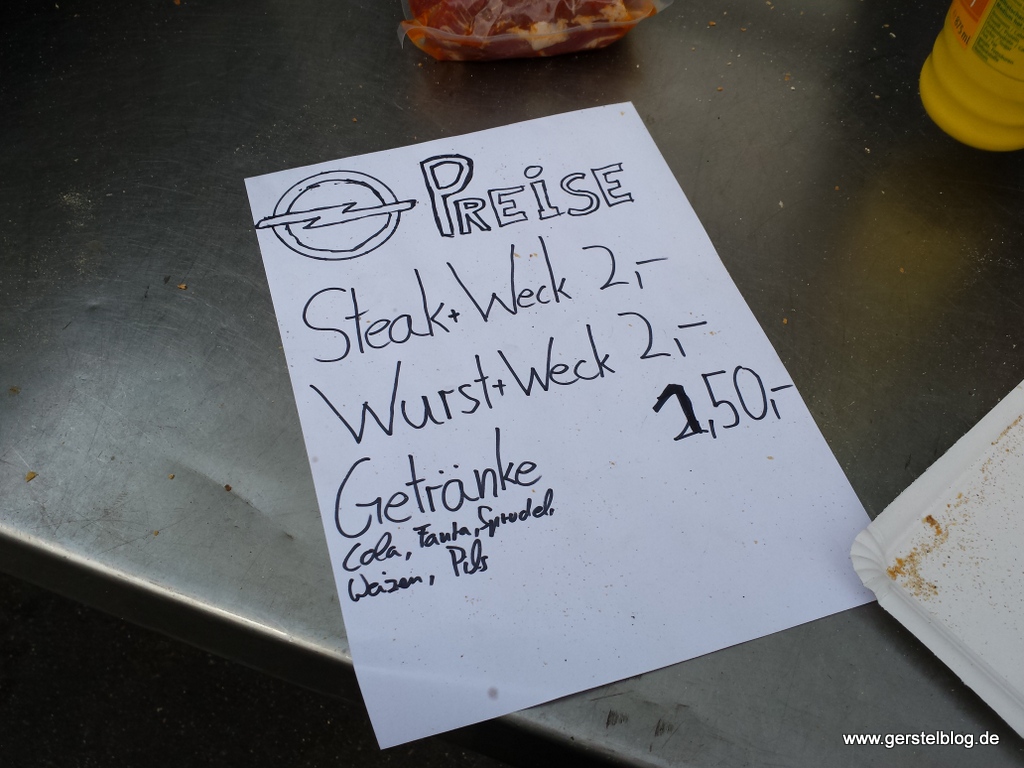 PREiSE
Steak+Weck 2,-
Wurst+Weck 2,-
Getränke 1,50,-
Cola, Fanta, Sprudel,
Weizen, Pils
www.gerstelblog.de